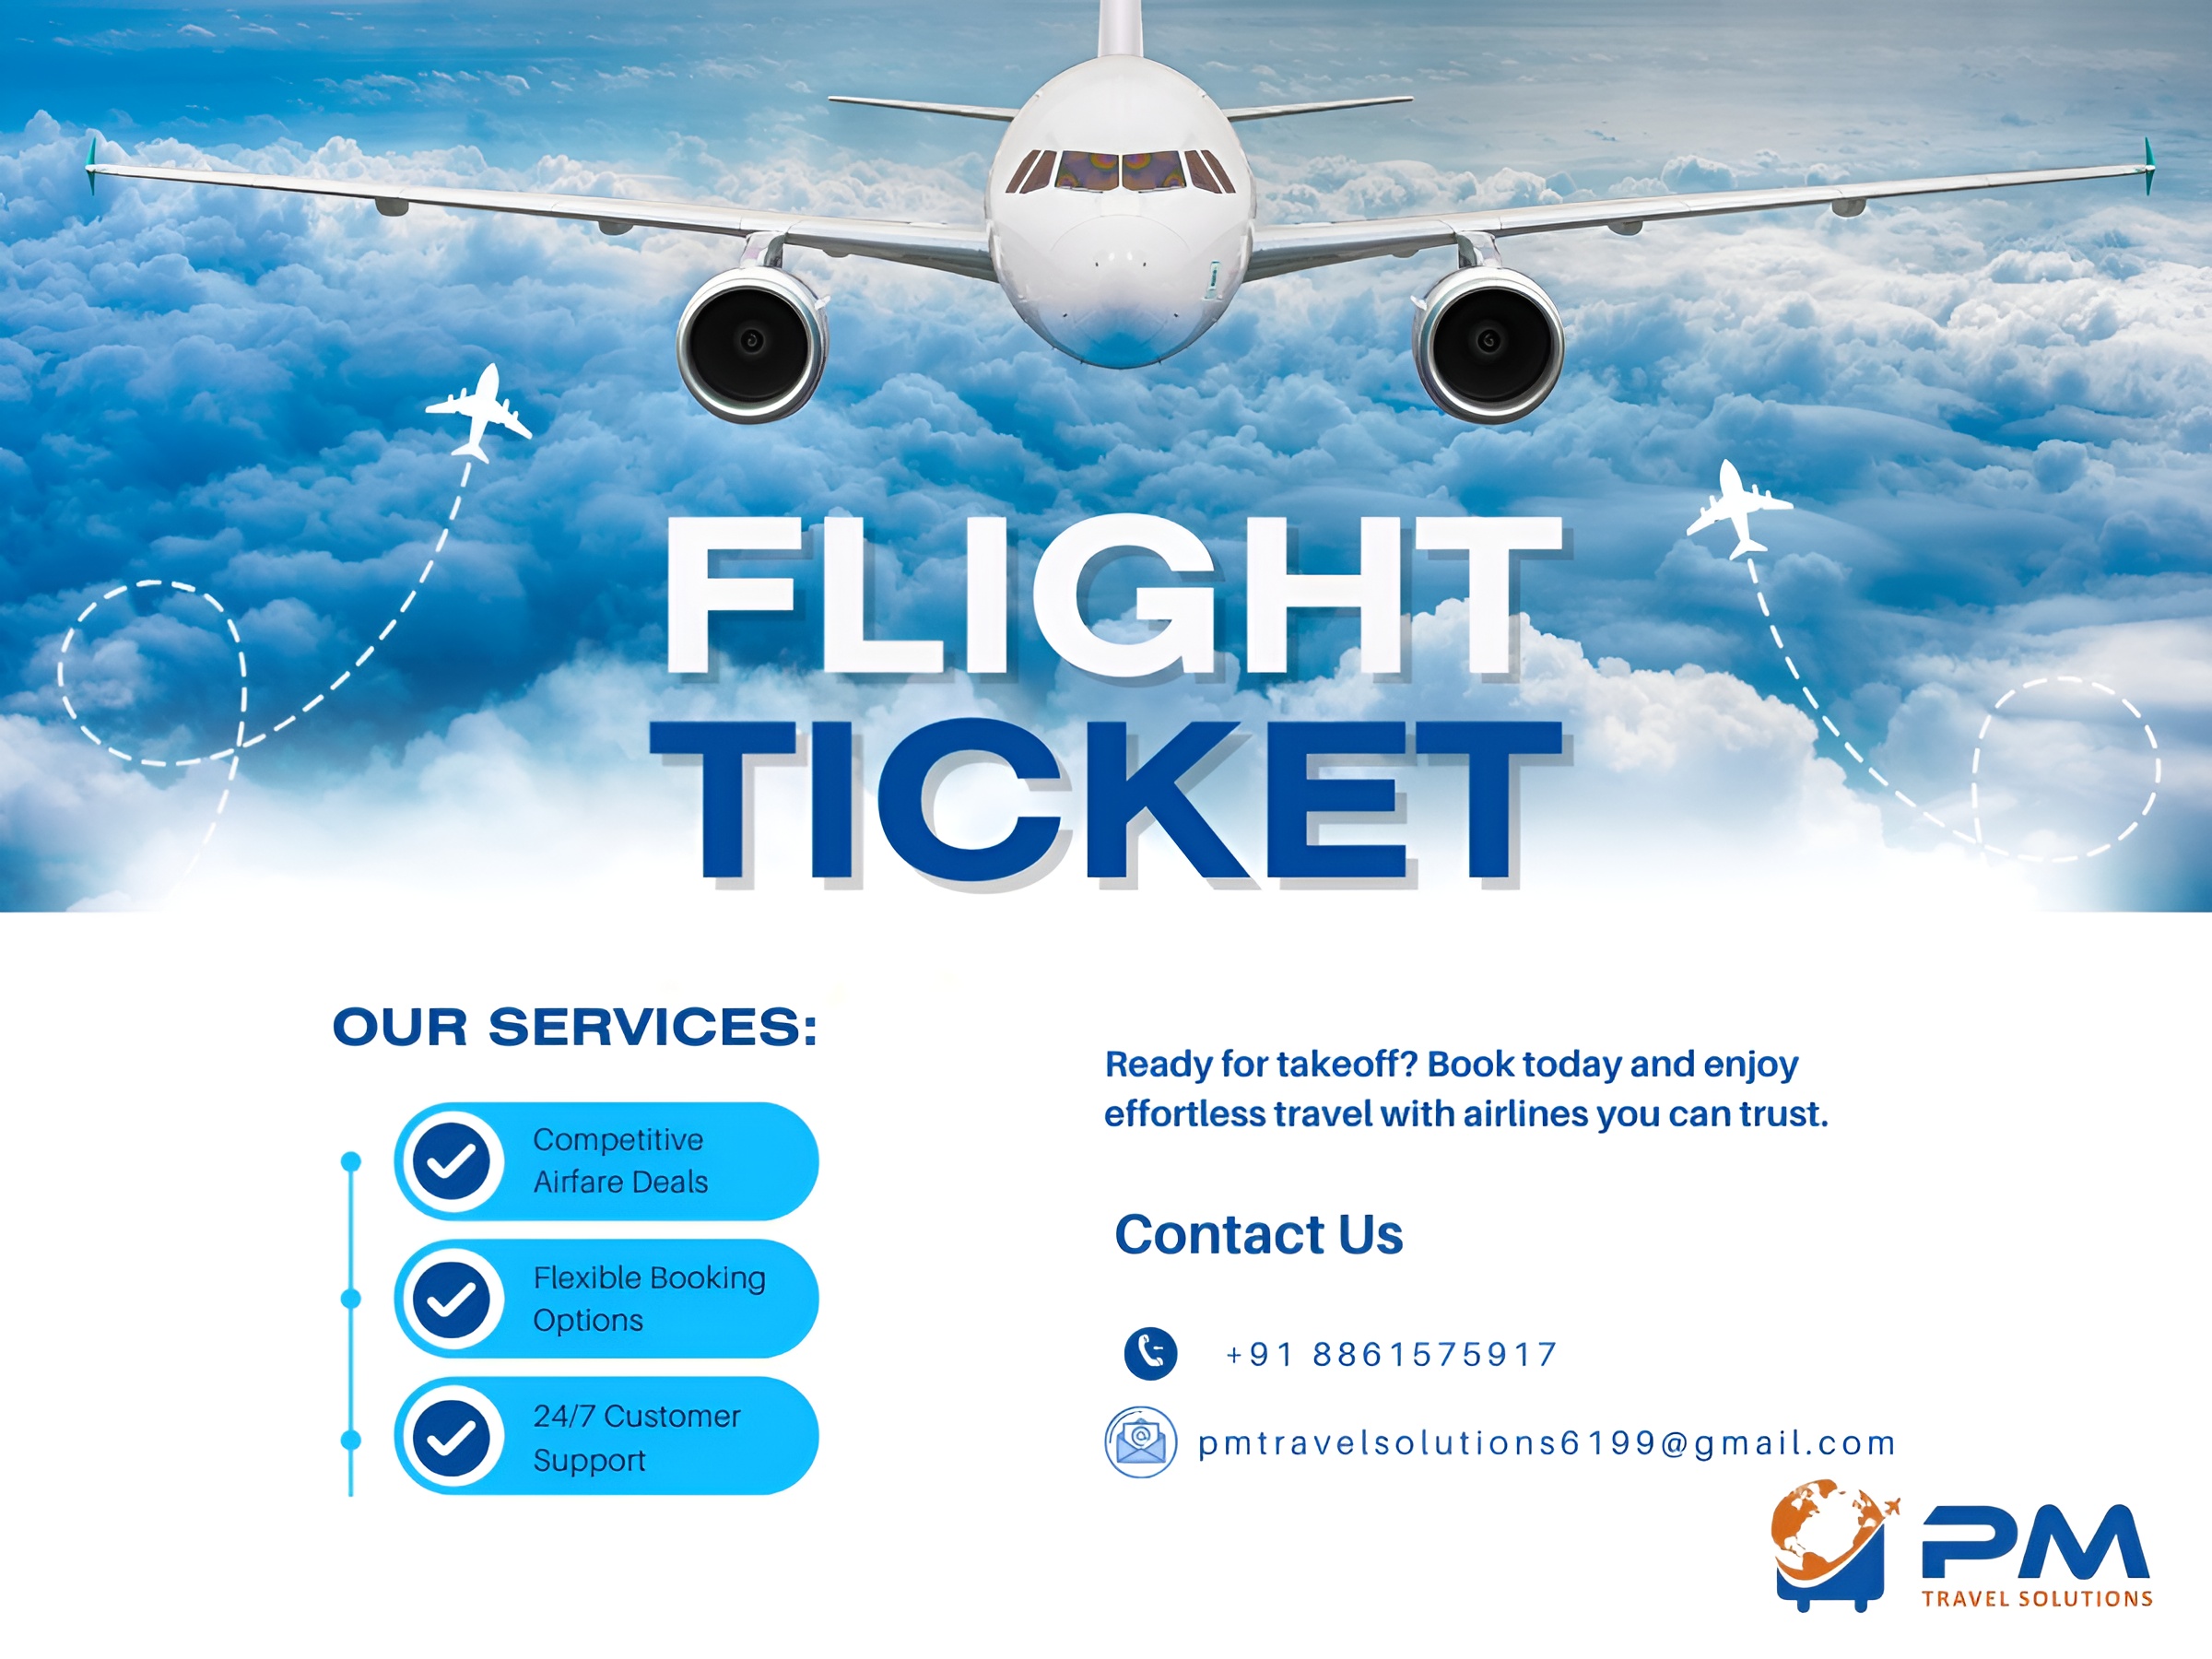 FLIGHT
TICKET
OUR SERVICES:
Competitive
Airfare Deals
Flexible Booking
Options
24/7 Customer
Support
Ready for takeoff? Book today and enjoy
effortless travel with airlines you can trust.
Contact Us
+91 8861575917
pmtravelsolutions6199@gmail.com
PM
TRAVEL SOLUTIONS